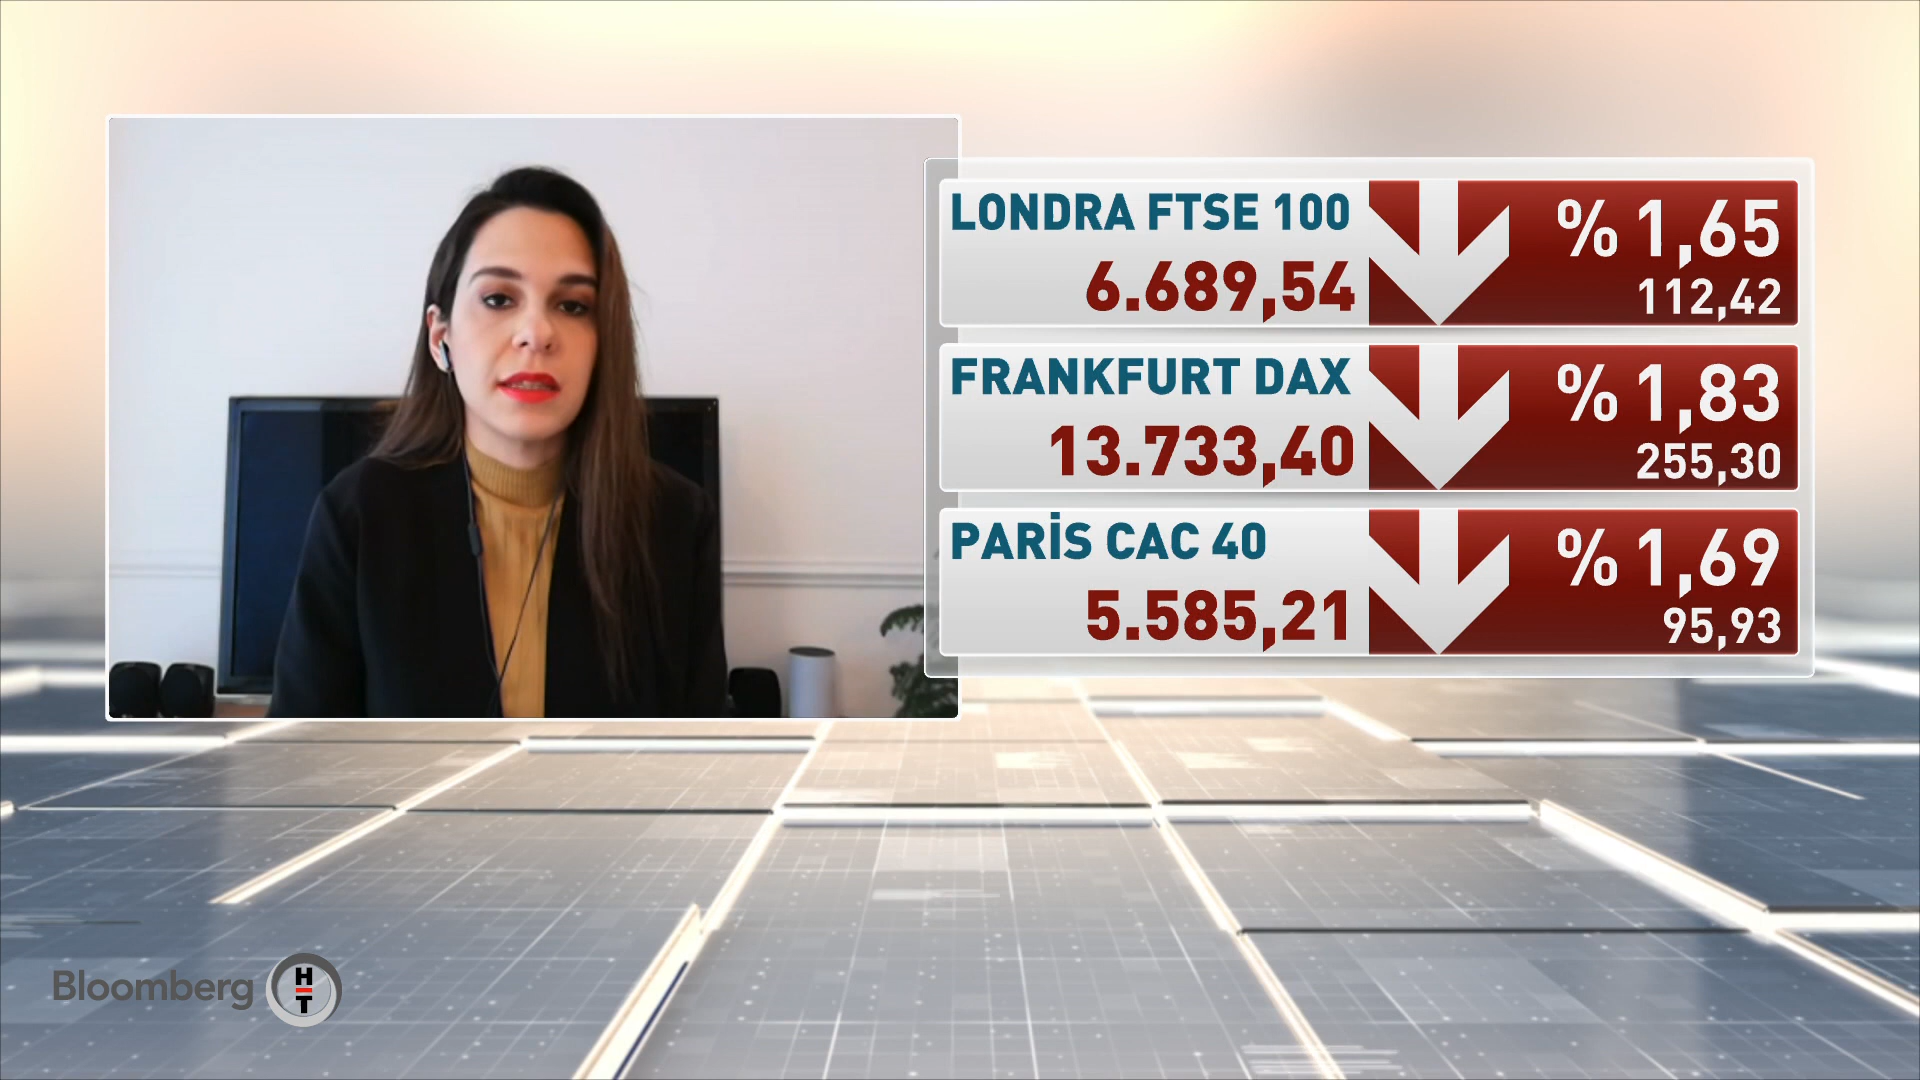 LONDRA FTSE 100
6.689,54
% 1,65
112,42
FRANKFURT DAX
13.733,40
% 1,83
255,30
PARİS CAC 40
5.585,21
% 1,69
95,93
Bloomberg HT